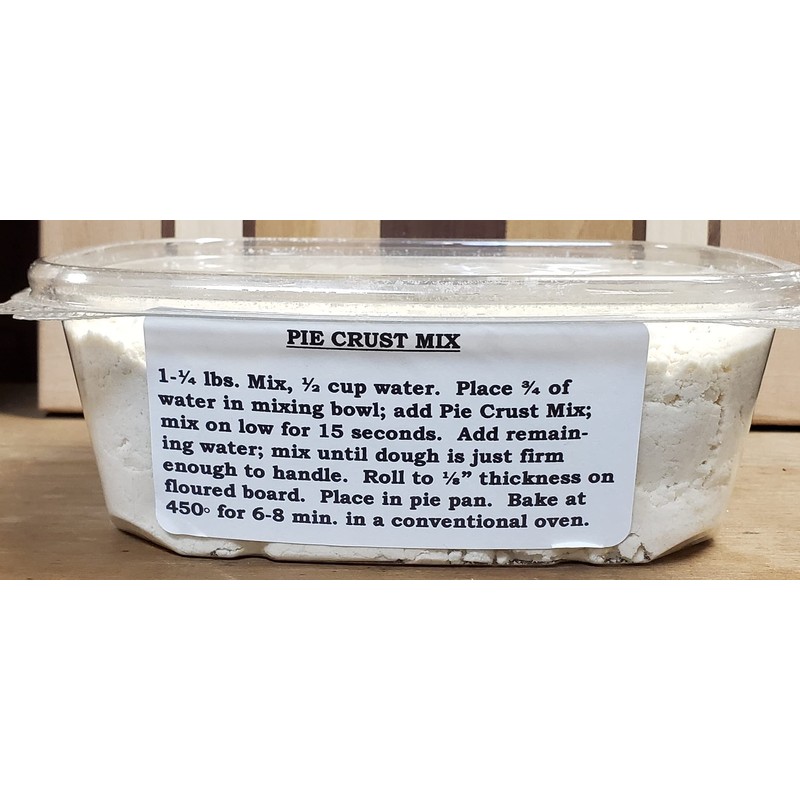 PIE CRUST MIX
1-¼ lbs. Mix, ½ cup water.  Place ¾ of
water in mixing bowl; add Pie Crust Mix;
mix on low for 15 seconds.  Add remain-
ing water; mix until dough is just firm
enough to handle.  Roll to ⅛” thickness on
floured board.  Place in pie pan.  Bake at
450° for 6-8 min. in a conventional oven.